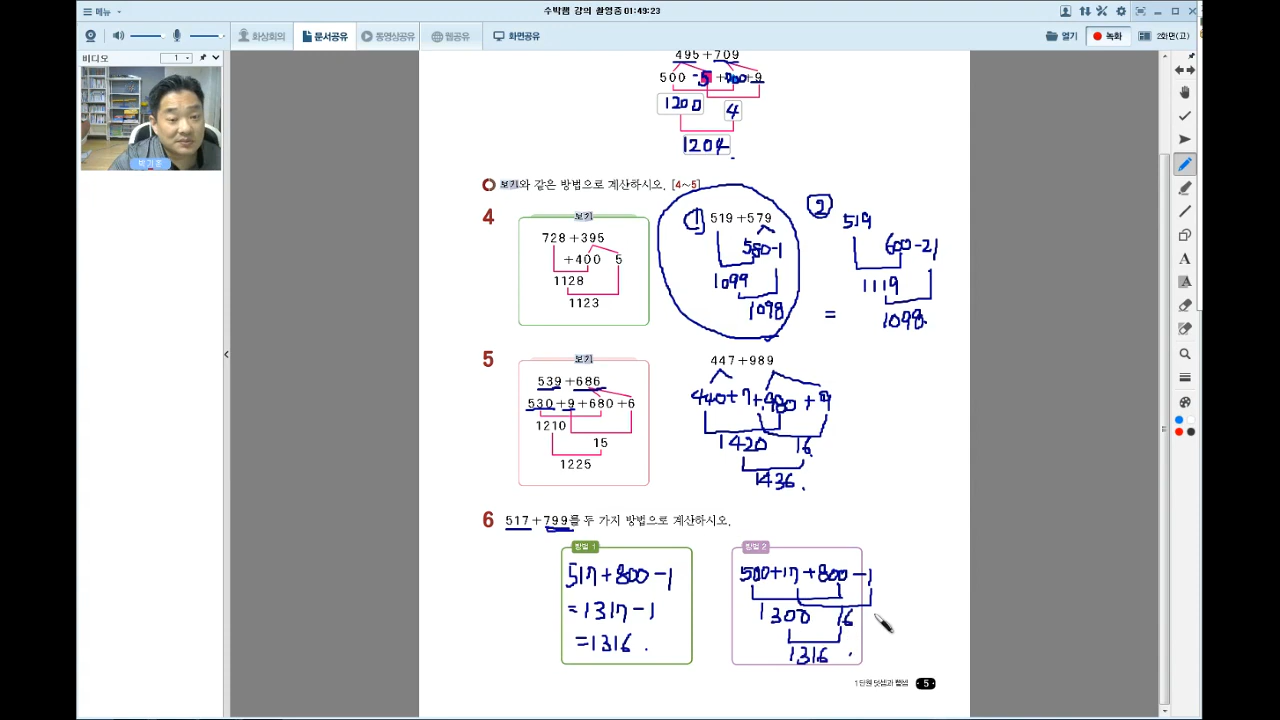 메뉴
수박쌤 강의 촬영중 01:49:23
화상회의
문서공유
동영상공유
웹공유
화면공유
열기
녹화
2화면(고)
비디오
1
495+709
500 -5 +700+9
1200 4
1204
보기와 같은 방법으로 계산하시오. [4~5]
4
보기
728+395
+400 5
1128
1123
① 519+579
580-1
1099
1098
②
519
600-21
1119
= 1098
5
보기
539+686
530+9+680+6
1210
15
1225
447+989
440+7+980+9
1420 16
1436.
6 517+799를 두 가지 방법으로 계산하시오.
방법 1
517+800-1
=1317-1
=1316.
방법 2
500+17+800-1
1300 16
1316.
1단원 덧셈과 뺄셈 5